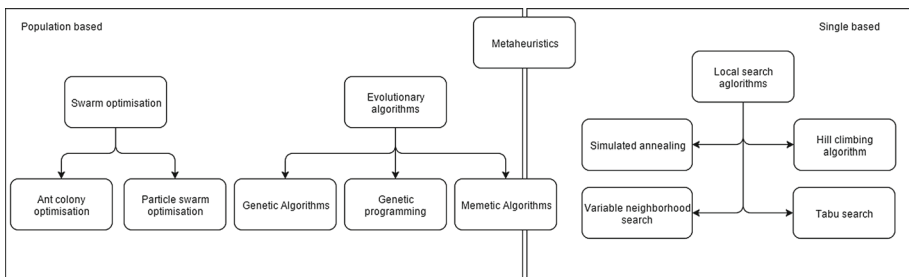 Population based
Metaheuristics
Single based
Swarm optimisation
Evolutionary
algorithms
Local search
aglorithms
Simulated annealing
Hill climbing
algorithm
Ant colony
optimisation
Particle swarm
optimisation
Genetic Algorithms
Genetic
programming
Memetic Algorithms
Variable neighborhood
search
Tabu search